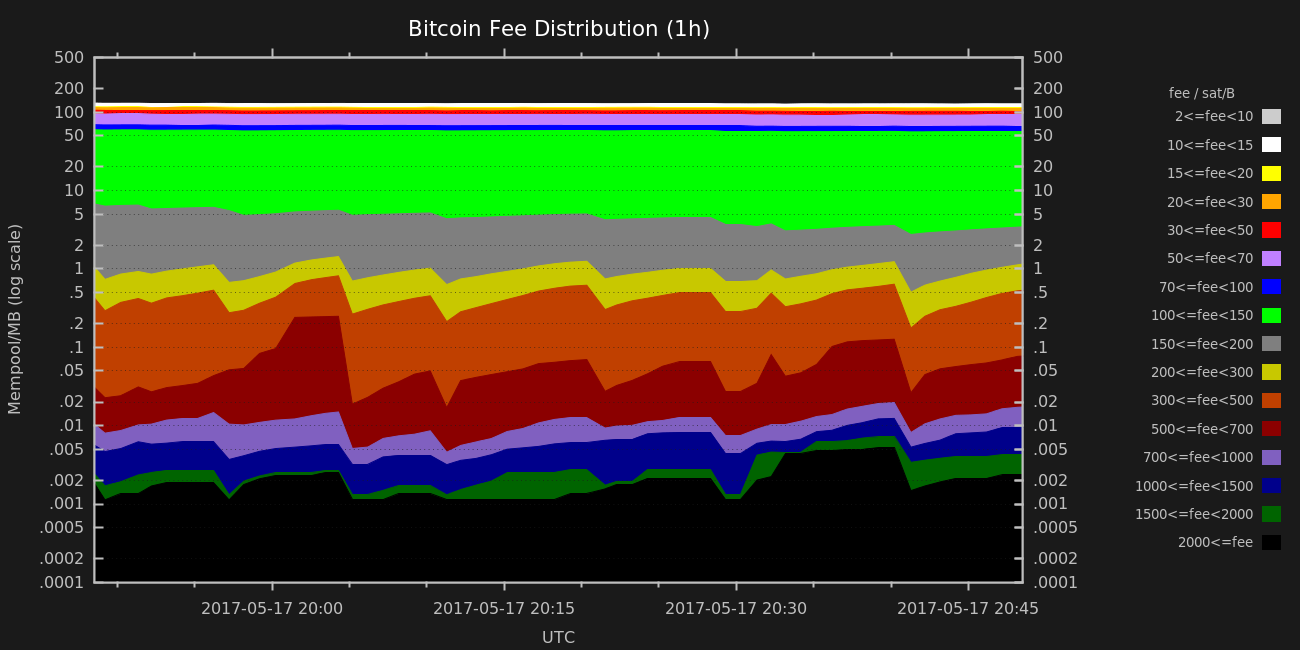 Bitcoin Fee Distribution (1h)
Mempool/MB (log scale)
500
200
100
50
20
10
5
2
1
.5
.2
.1
.05
.02
.01
.005
.002
.001
.0005
.0002
.0001
500
200
100
50
20
10
5
2
1
.5
.2
.1
.05
.02
.01
.005
.002
.001
.0005
.0002
.0001
2017-05-17 20:00
2017-05-17 20:15
2017-05-17 20:30
2017-05-17 20:45
UTC
fee / sat/B
2<=fee<10
10<=fee<15
15<=fee<20
20<=fee<30
30<=fee<50
50<=fee<70
70<=fee<100
100<=fee<150
150<=fee<200
200<=fee<300
300<=fee<500
500<=fee<700
700<=fee<1000
1000<=fee<1500
1500<=fee<2000
2000<=fee